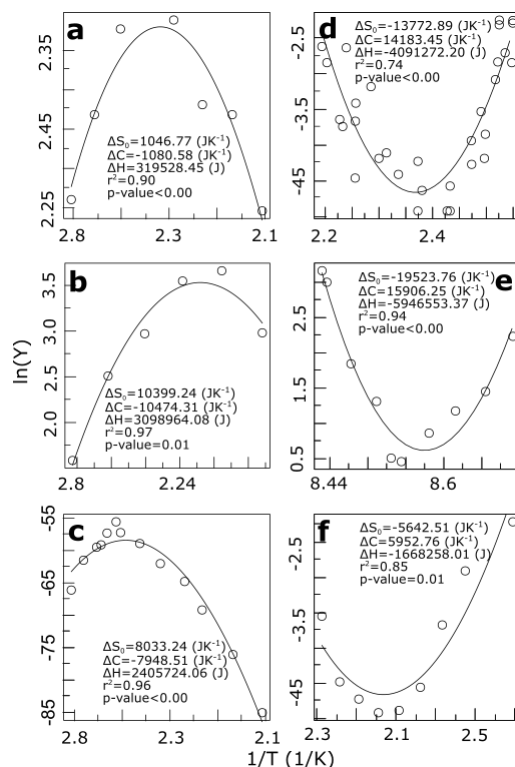 a
2.35
2.45
2.25
ΔS₀=1046.77 (JK⁻¹)
ΔC=-1080.58 (JK⁻¹)
ΔH=319528.45 (J)
r²=0.90
p-value<0.00
2.8
2.3
2.1
b
3.5
3.0
2.5
2.0
ΔS₀=10399.24 (JK⁻¹)
ΔC=-10474.31 (JK⁻¹)
ΔH=3098964.08 (J)
r²=0.97
p-value=0.01
2.8
2.24
c
-55
-65
-75
-85
ΔS₀=8033.24 (JK⁻¹)
ΔC=-7948.51 (JK⁻¹)
ΔH=2405724.06 (J)
r²=0.96
p-value<0.00
2.8
2.3
2.1
d
-2.5
-3.5
-45
ΔS₀=-13772.89 (JK⁻¹)
ΔC=14183.45 (JK⁻¹)
ΔH=-4091272.20 (J)
r²=0.74
p-value<0.00
2.2
2.4
e
2.5
1.5
0.5
ΔS₀=-19523.76 (JK⁻¹)
ΔC=15906.25 (JK⁻¹)
ΔH=-5946553.37 (J)
r²=0.94
p-value<0.00
8.44
8.6
f
-2.5
-3.5
-45
ΔS₀=-5642.51 (JK⁻¹)
ΔC=5952.76 (JK⁻¹)
ΔH=-1668258.01 (J)
r²=0.85
p-value=0.01
2.3
2.1
2.5
ln(Y)
1/T (1/K)